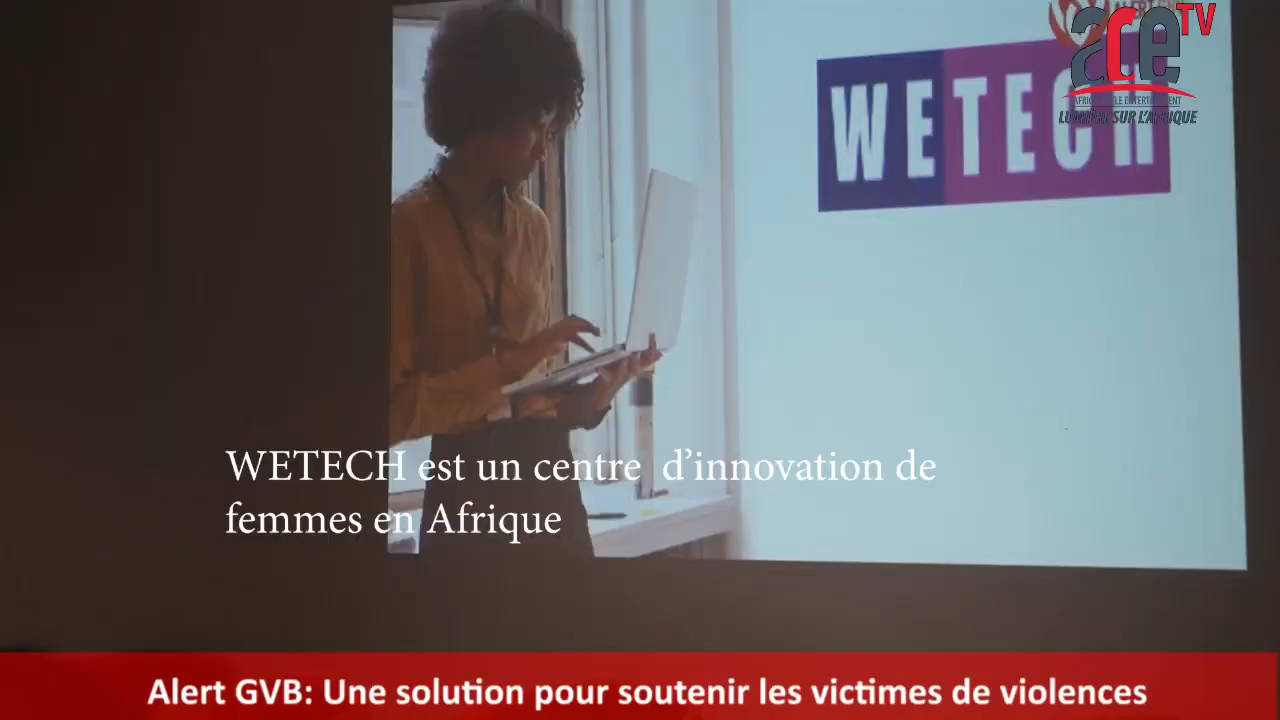 ace TV
LUMIÈRE SUR L'AFRIQUE
WETECH
WETECH est un centre d'innovation de
femmes en Afrique
Alert GVB: Une solution pour soutenir les victimes de violences